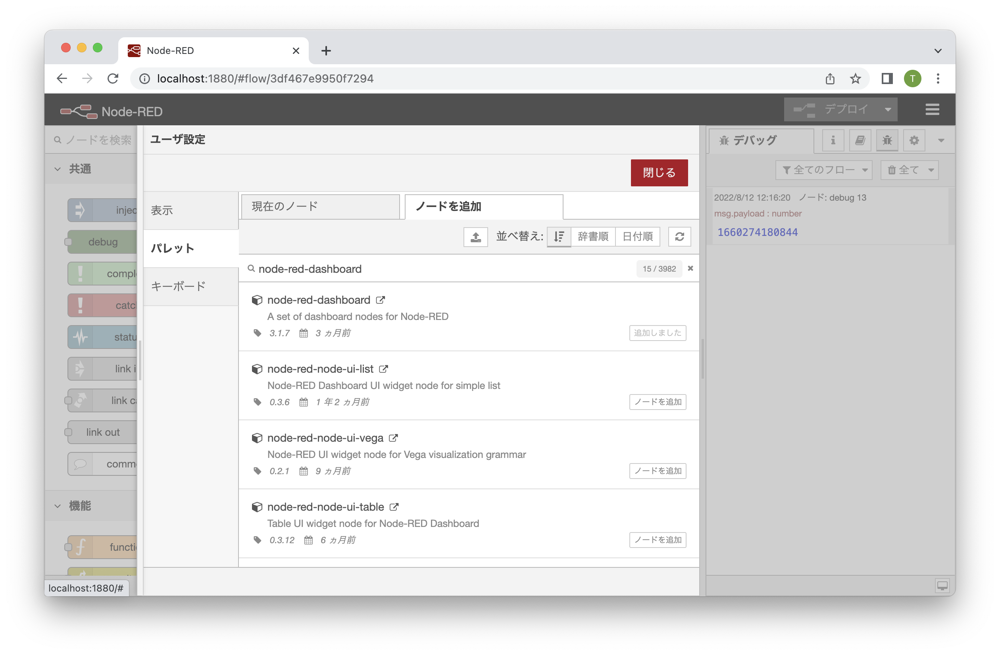 Node-RED
localhost:1880/#flow/3df467e9950f7294
T
Node-RED
デプロイ
ノードを検索
共通
injec
debug
comple
catcl
statu
link i
link ca
link out
comme
機能
functi
localhost:1880/#
ユーザ設定
閉じる
表示
パレット
キーボード
現在のノード
ノードを追加
並べ替え:
辞書順
日付順
node-red-dashboard
15 / 3982
node-red-dashboard
A set of dashboard nodes for Node-RED
3.1.7 3 ヵ月前
追加しました
node-red-node-ui-list
Node-RED Dashboard UI widget node for simple list
0.3.6 1 年 2 ヵ月前
ノードを追加
node-red-node-ui-vega
Node-RED UI widget node for Vega visualization grammar
0.2.1 9 ヵ月前
ノードを追加
node-red-node-ui-table
Table UI widget node for Node-RED Dashboard
0.3.12 6 ヵ月前
ノードを追加
デバッグ
全てのフロー
全て
2022/8/12 12:16:20 ノード: debug 13
msg.payload : number
1660274180844